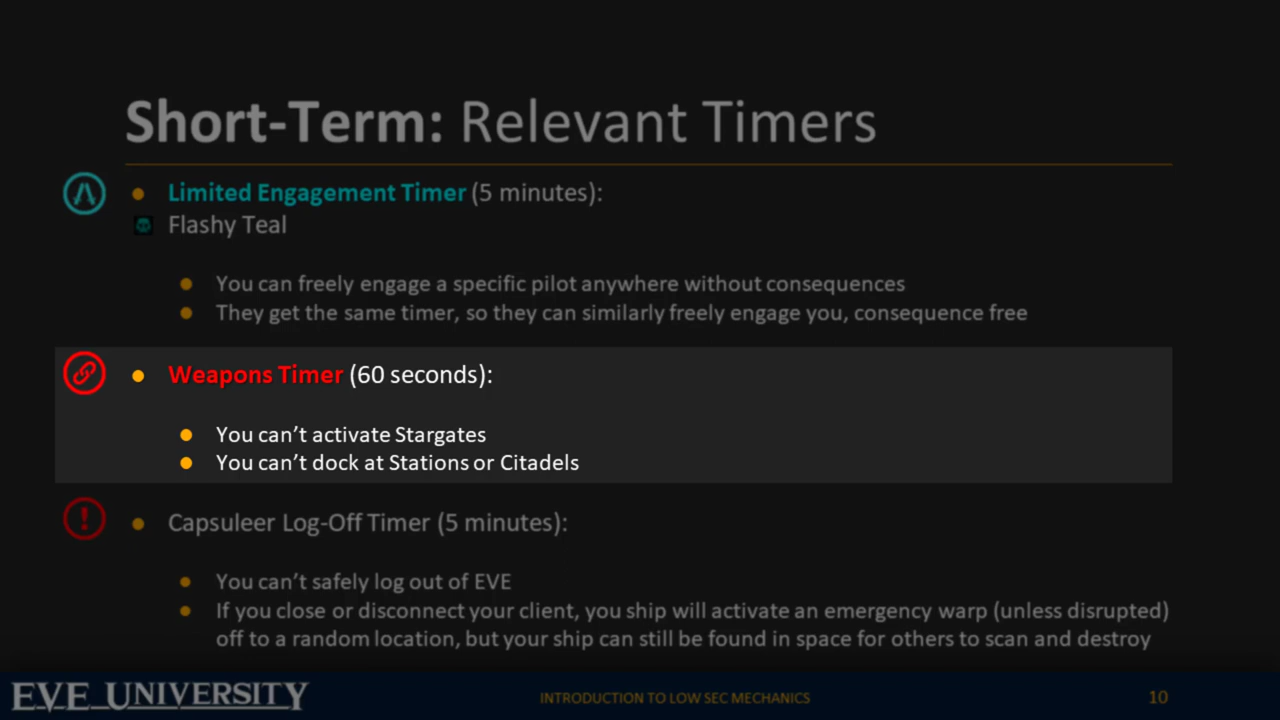 Short-Term: Relevant Timers
Limited Engagement Timer (5 minutes):
Flashy Teal
You can freely engage a specific pilot anywhere without consequences
They get the same timer, so they can similarly freely engage you, consequence free
Weapons Timer (60 seconds):
You can’t activate Stargates
You can’t dock at Stations or Citadels
Capsuleer Log-Off Timer (5 minutes):
You can’t safely log out of EVE
If you close or disconnect your client, you ship will activate an emergency warp (unless disrupted)
off to a random location, but your ship can still be found in space for others to scan and destroy
EVE UNIVERSITY
INTRODUCTION TO LOW SEC MECHANICS
10